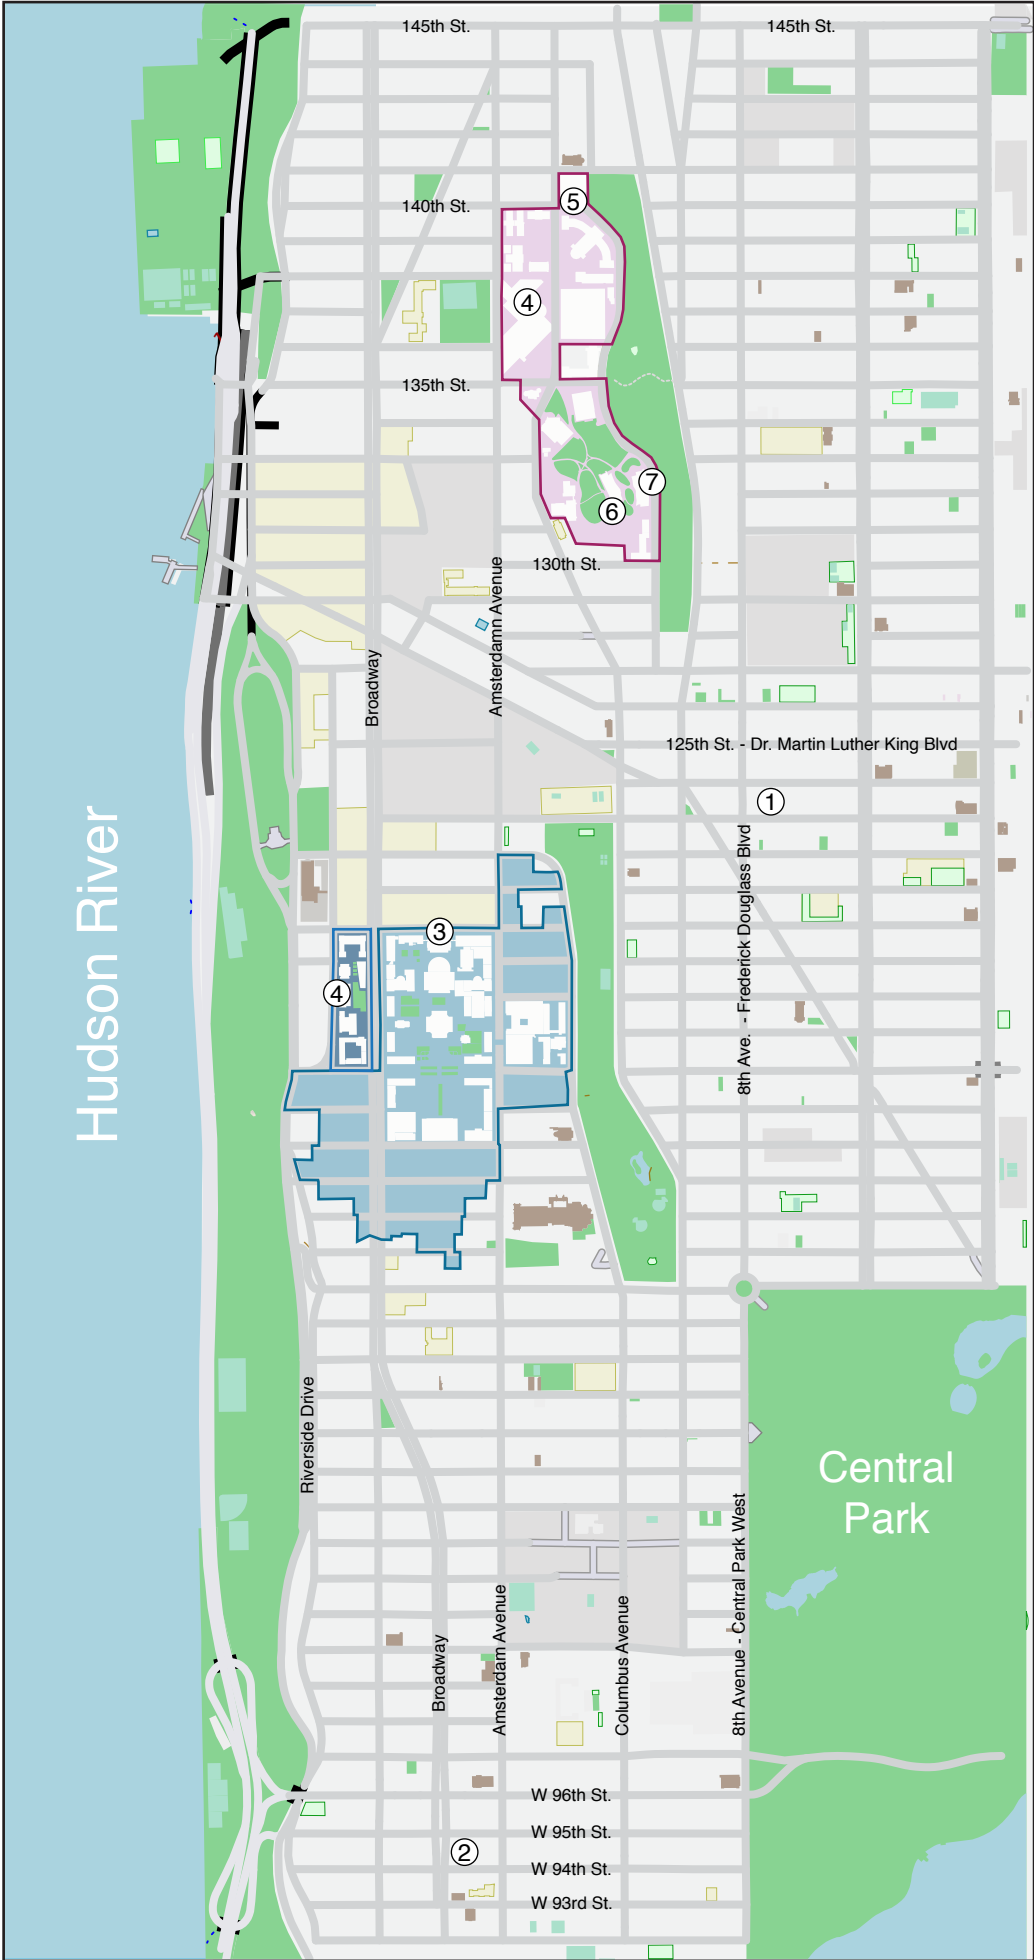 145th St.
145th St.
5
140th St.
4
135th St.
7
6
130th St.
Amsterdamn Avenue
Broadway
125th St. - Dr. Martin Luther King Blvd
1
8th Ave. - Frederick Douglass Blvd
Hudson River
3
4
Riverside Drive
Central
Park
8th Avenue - Central Park West
Broadway
Amsterdam Avenue
Columbus Avenue
W 96th St.
W 95th St.
2
W 94th St.
W 93rd St.